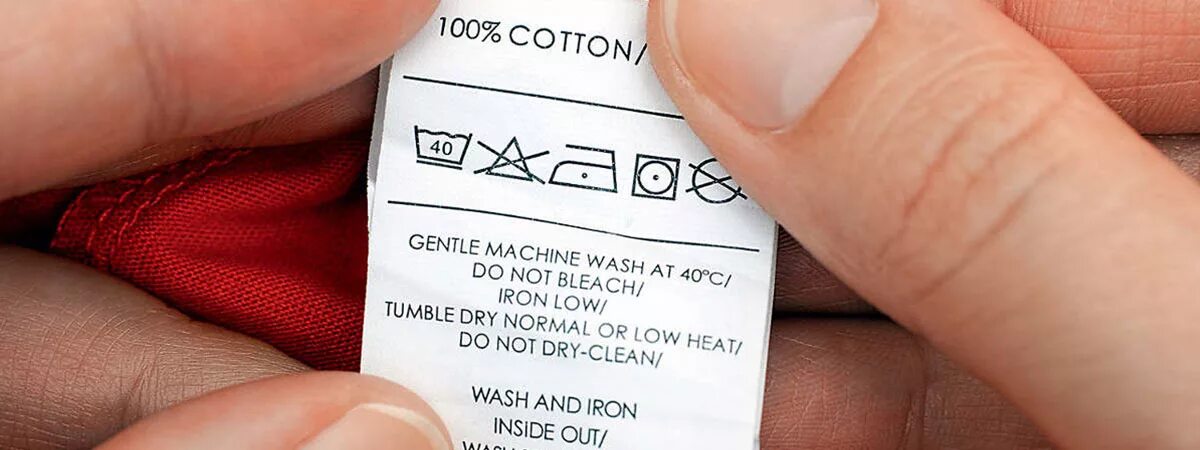 100% COTTON/
40
GENTLE MACHINE WASH AT 40°C/
DO NOT BLEACH/
IRON LOW/
TUMBLE DRY NORMAL OR LOW HEAT/
DO NOT DRY-CLEAN/
WASH AND IRON
INSIDE OUT/